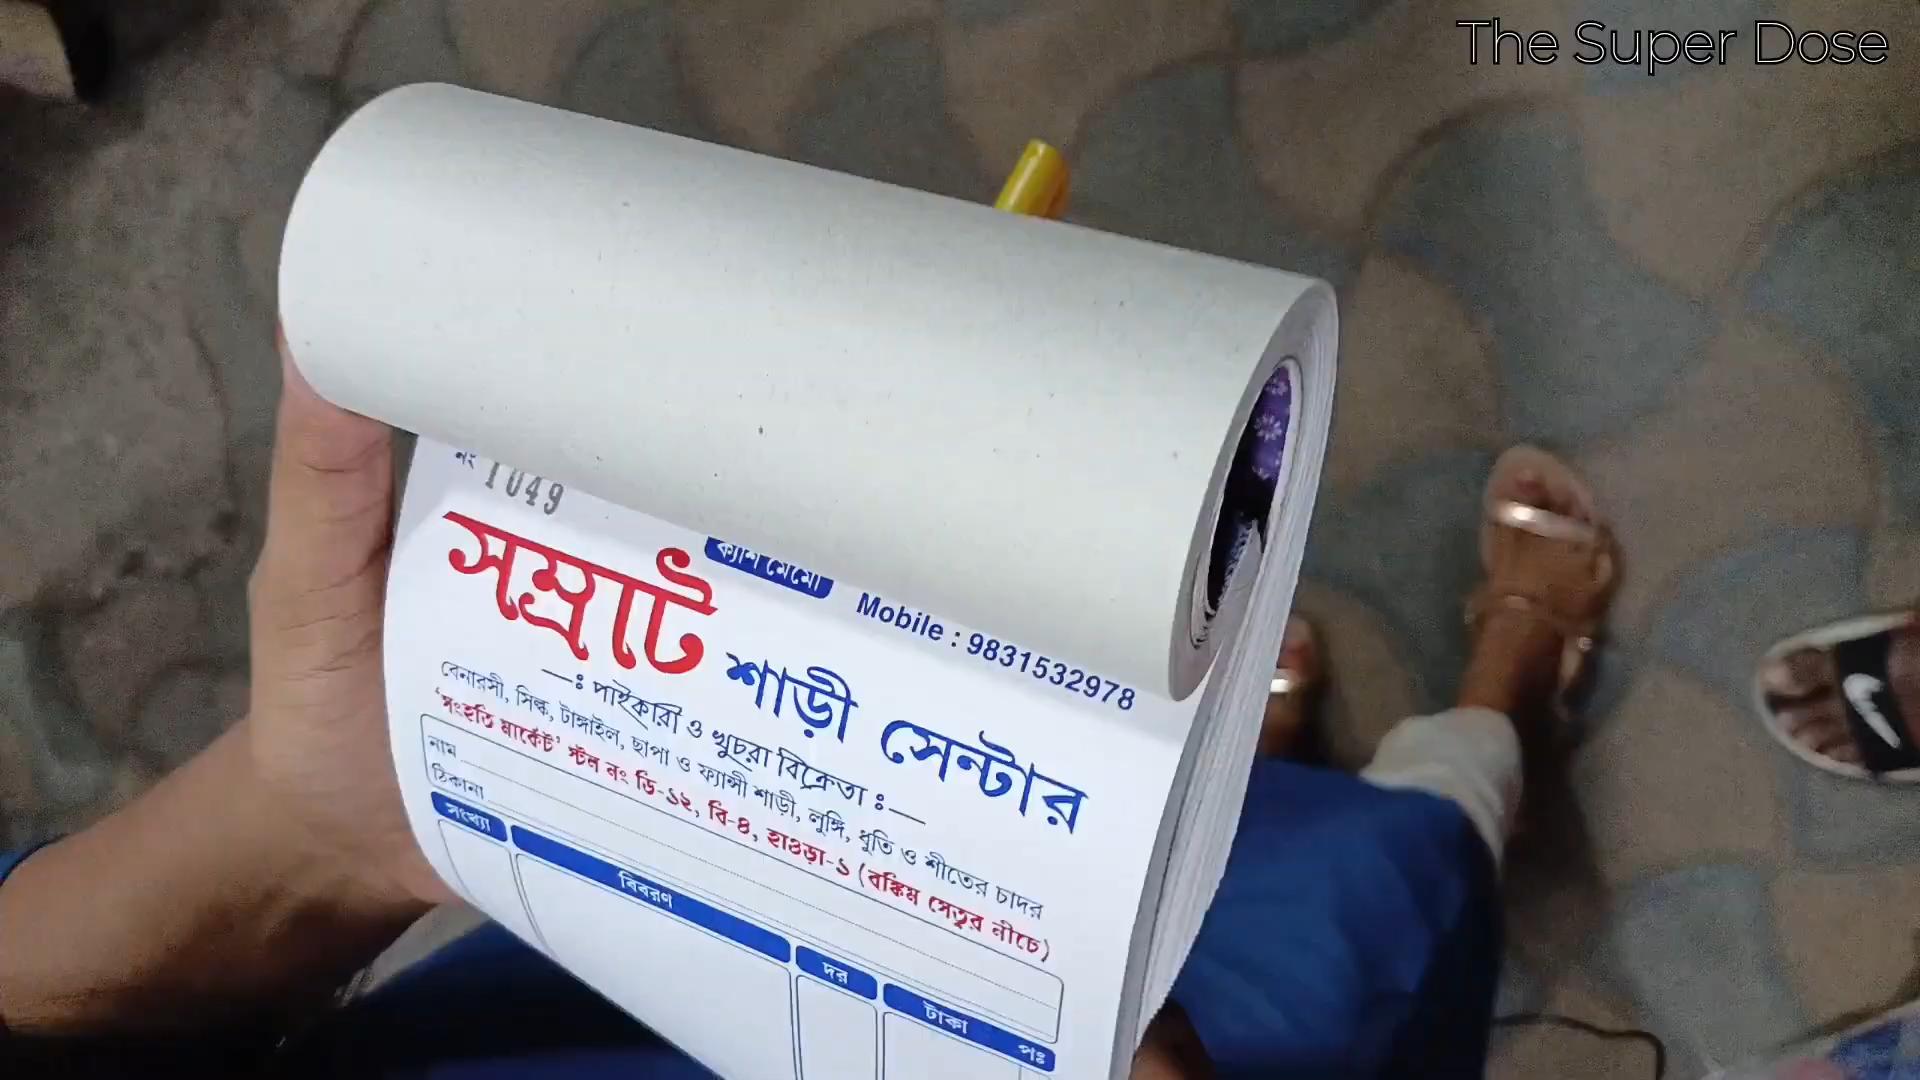 The Super Dose
নং 1049
ক্যাশ মেমো
Mobile : 9831532978
সম্রাট শাড়ী সেন্টার
—ঃ পাইকারী ও খুচরা বিক্রেতা ঃ—
বেনারসী, সিল্ক, টাঙ্গাইল, ছাপা ও ফ্যান্সী শাড়ী, লুঙ্গি, ধুতি ও শীতের চাদর
‘সংহতি মার্কেট’ স্টল নং ডি-১২, বি-৪, হাওড়া-১ (বঙ্কিম সেতুর নীচে)
নাম
ঠিকানা
সংখ্যা বিবরণ দর টাকা পঃ